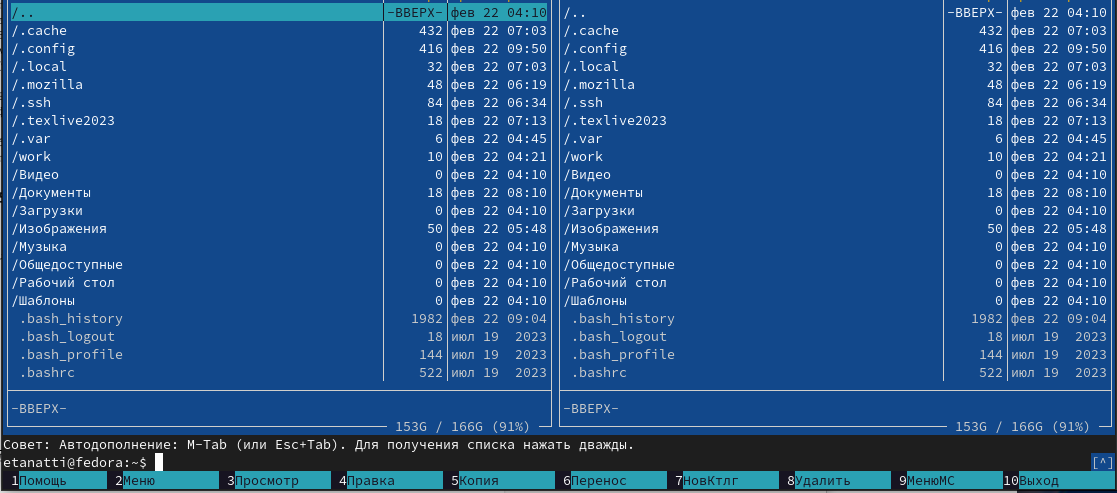 /.. -ВВЕРХ- фев 22 04:10 /.. -ВВЕРХ- фев 22 04:10
/.cache 432 фев 22 07:03 /.cache 432 фев 22 07:03
/.config 416 фев 22 09:50 /.config 416 фев 22 09:50
/.local 32 фев 22 07:03 /.local 32 фев 22 07:03
/.mozilla 48 фев 22 06:19 /.mozilla 48 фев 22 06:19
/.ssh 84 фев 22 06:34 /.ssh 84 фев 22 06:34
/.texlive2023 18 фев 22 07:13 /.texlive2023 18 фев 22 07:13
/.var 6 фев 22 04:45 /.var 6 фев 22 04:45
/work 10 фев 22 04:21 /work 10 фев 22 04:21
/Видео 0 фев 22 04:10 /Видео 0 фев 22 04:10
/Документы 18 фев 22 08:10 /Документы 18 фев 22 08:10
/Загрузки 0 фев 22 04:10 /Загрузки 0 фев 22 04:10
/Изображения 50 фев 22 05:48 /Изображения 50 фев 22 05:48
/Музыка 0 фев 22 04:10 /Музыка 0 фев 22 04:10
/Общедоступные 0 фев 22 04:10 /Общедоступные 0 фев 22 04:10
/Рабочий стол 0 фев 22 04:10 /Рабочий стол 0 фев 22 04:10
/Шаблоны 0 фев 22 04:10 /Шаблоны 0 фев 22 04:10
.bash_history 1982 фев 22 09:04 .bash_history 1982 фев 22 09:04
.bash_logout 18 июл 19 2023 .bash_logout 18 июл 19 2023
.bash_profile 144 июл 19 2023 .bash_profile 144 июл 19 2023
.bashrc 522 июл 19 2023 .bashrc 522 июл 19 2023
-ВВЕРХ- -ВВЕРХ-
153G / 166G (91%) 153G / 166G (91%)
Совет: Автодополнение: M-Tab (или Esc+Tab). Для получения списка нажать дважды.
etanatti@fedora:~$ [^]
1Помощь 2Меню 3Просмотр 4Правка 5Копия 6Перенос 7НовКтлг 8Удалить 9МенюMC 10Выход